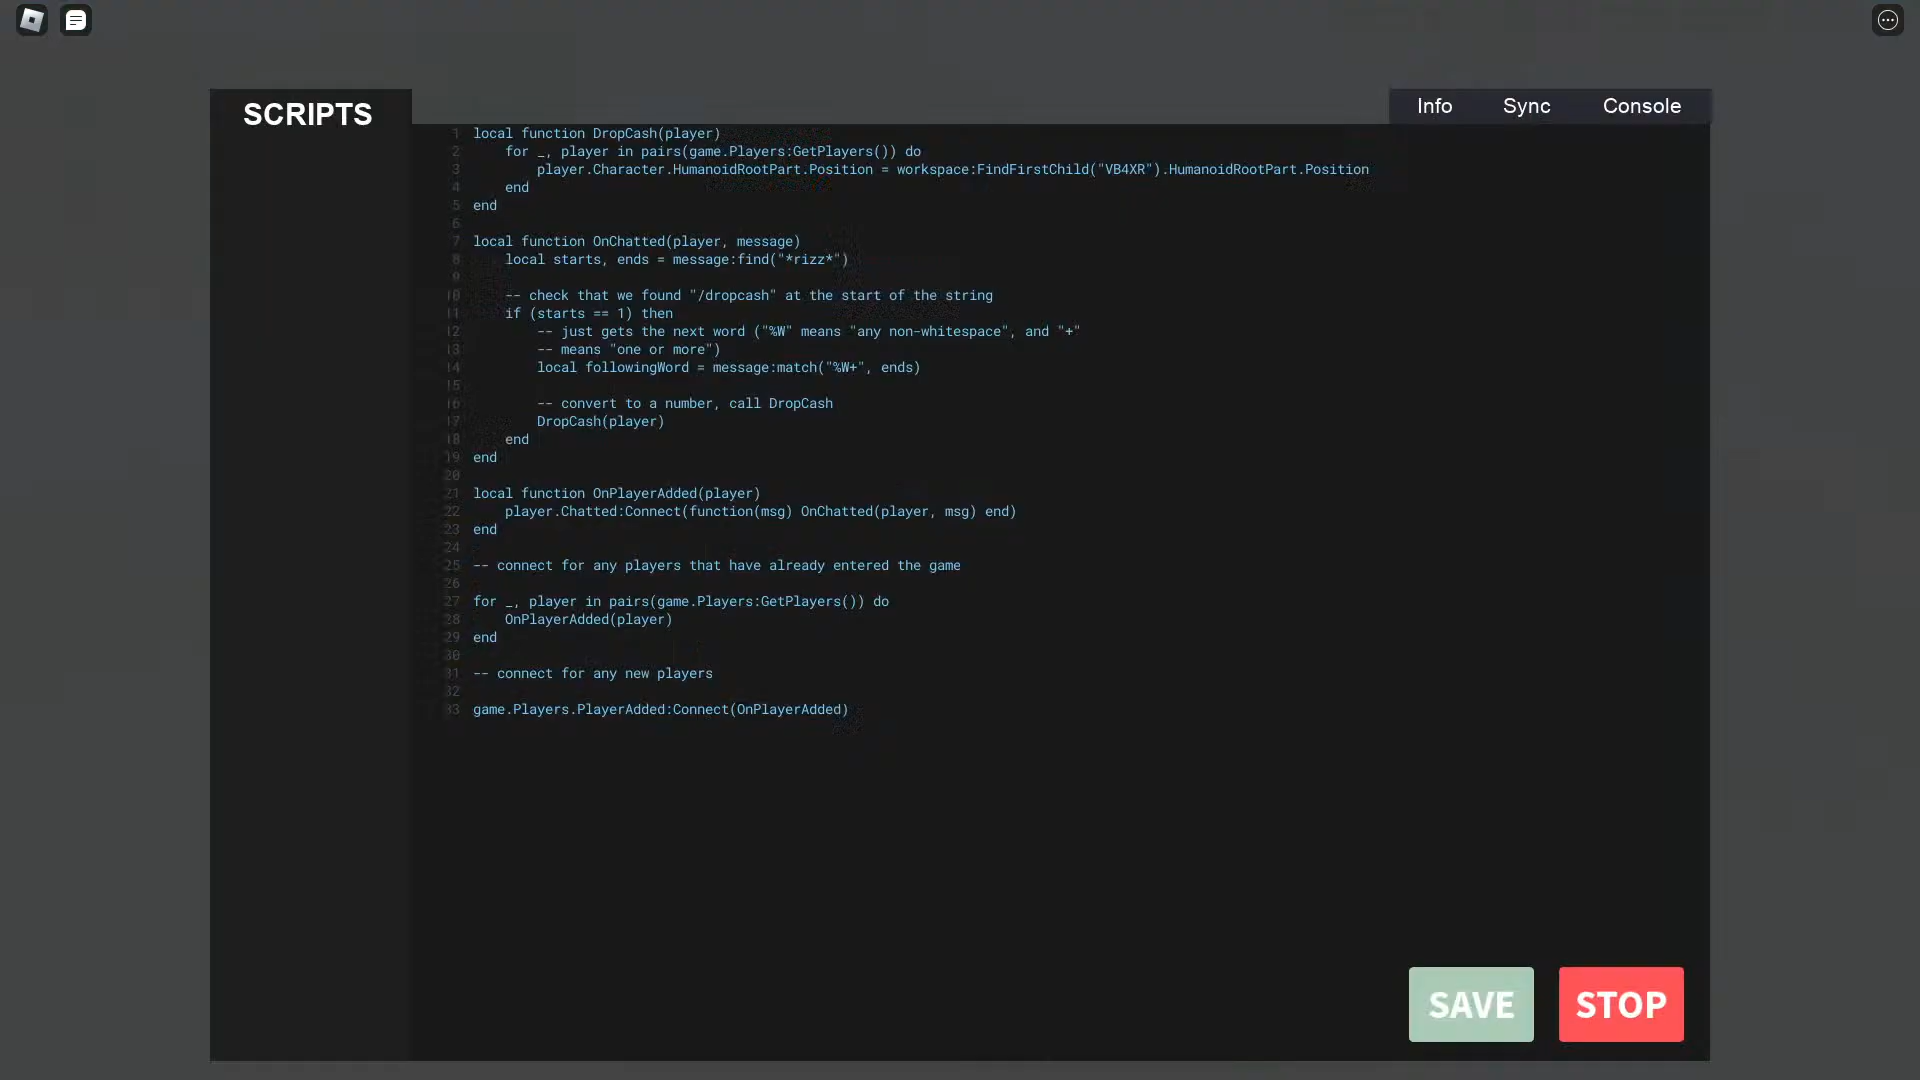 SCRIPTS
Info Sync Console
1 local function DropCash(player)
2 for _, player in pairs(game.Players:GetPlayers()) do
3 player.Character.HumanoidRootPart.Position = workspace:FindFirstChild("VB4XR").HumanoidRootPart.Position
4 end
5 end
6
7 local function OnChatted(player, message)
8 local starts, ends = message:find("*rizz*")
9
10 -- check that we found "/dropcash" at the start of the string
11 if (starts == 1) then
12 -- just gets the next word ("%W" means "any non-whitespace", and "+"
13 -- means "one or more")
14 local followingWord = message:match("%W+", ends)
15
16 -- convert to a number, call DropCash
17 DropCash(player)
18 end
19 end
20
21 local function OnPlayerAdded(player)
22 player.Chatted:Connect(function(msg) OnChatted(player, msg) end)
23 end
24
25 -- connect for any players that have already entered the game
26
27 for _, player in pairs(game.Players:GetPlayers()) do
28 OnPlayerAdded(player)
29 end
30
31 -- connect for any new players
32
33 game.Players.PlayerAdded:Connect(OnPlayerAdded)
SAVE STOP